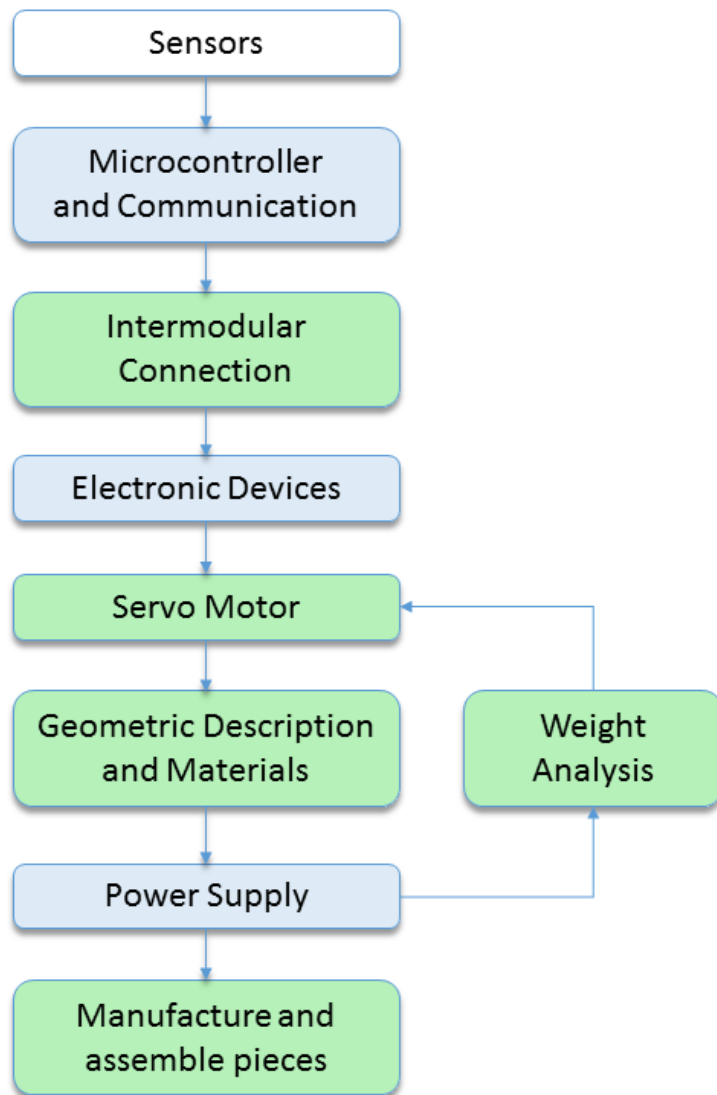 Sensors
Microcontroller
and Communication
Intermodular
Connection
Electronic Devices
Servo Motor
Geometric Description
and Materials
Weight
Analysis
Power Supply
Manufacture and
assemble pieces